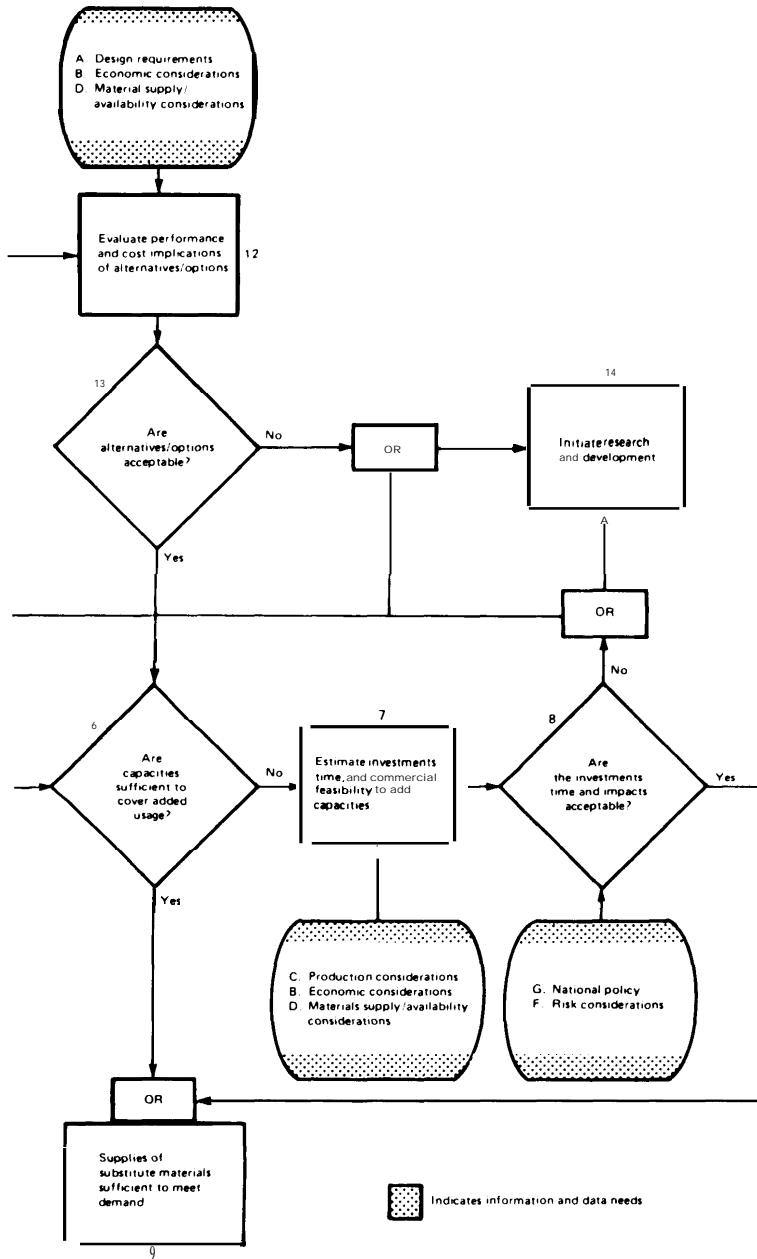 A. Design requirements
B. Economic considerations
D. Material supply/
availability considerations
Evaluate performance
and cost implications
of alternatives/options
12
13
Are
alternatives/options
acceptable?
No
OR
14
Initiate research
and development
A
Yes
OR
No
6
Are
capacities
sufficient to
cover added
usage?
No
7
Estimate investments
time, and commercial
feasibility to add
capacities
8
Are
the investments
time and impacts
acceptable?
Yes
Yes
C. Production considerations
B. Economic considerations
D. Materials supply/availability
considerations
G. National policy
F. Risk considerations
OR
Supplies of
substitute materials
sufficient to meet
demand
9
Indicates information and data needs